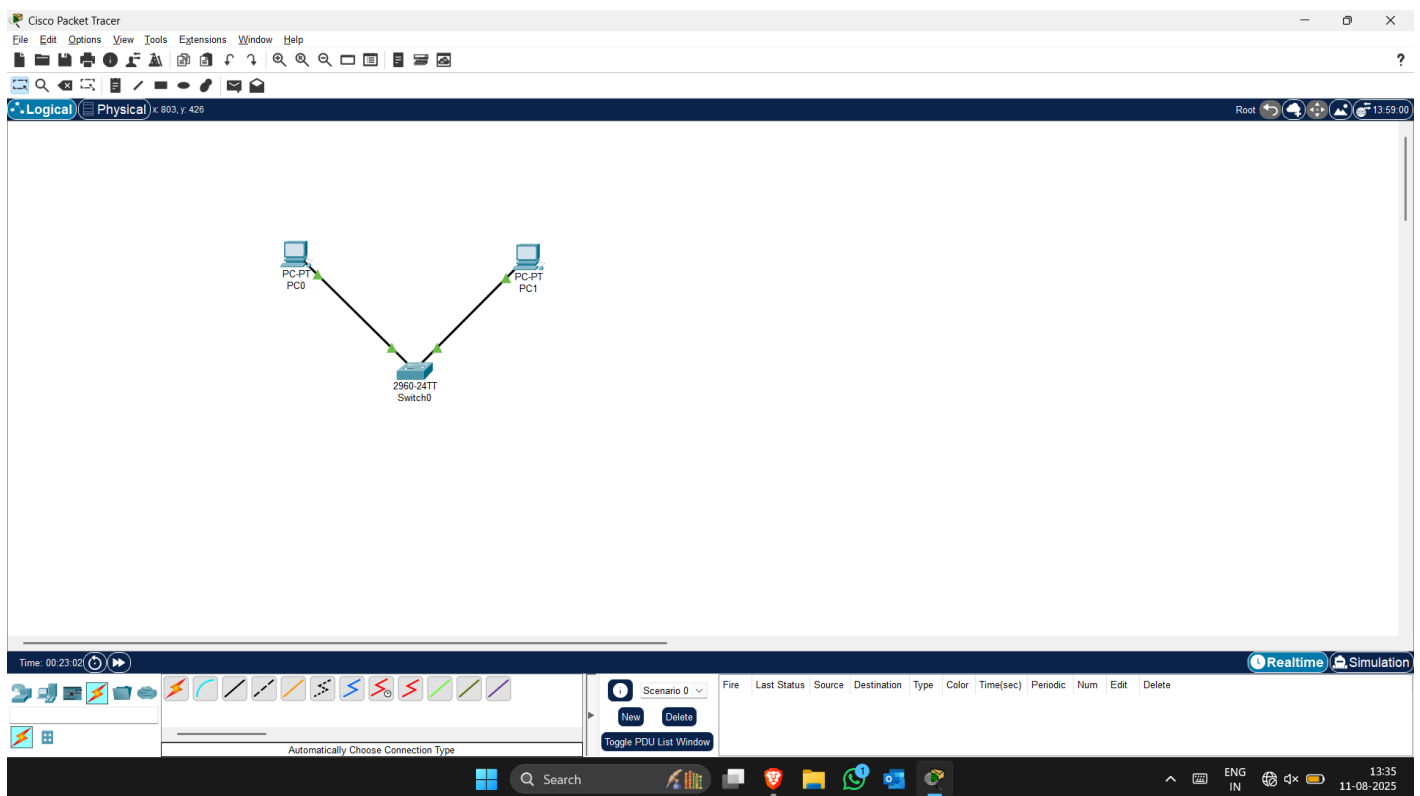 Cisco Packet Tracer
File Edit Options View Tools Extensions Window Help
?
Logical Physical x: 803, y: 426 Root 13:59:00
PC-PT
PC0
PC-PT
PC1
2960-24TT
Switch0
Time: 00:23:02 Realtime Simulation
Scenario 0
New Delete
Toggle PDU List Window
Fire Last Status Source Destination Type Color Time(sec) Periodic Num Edit Delete
Automatically Choose Connection Type
Search
1
ENG
IN
13:35
11-08-2025